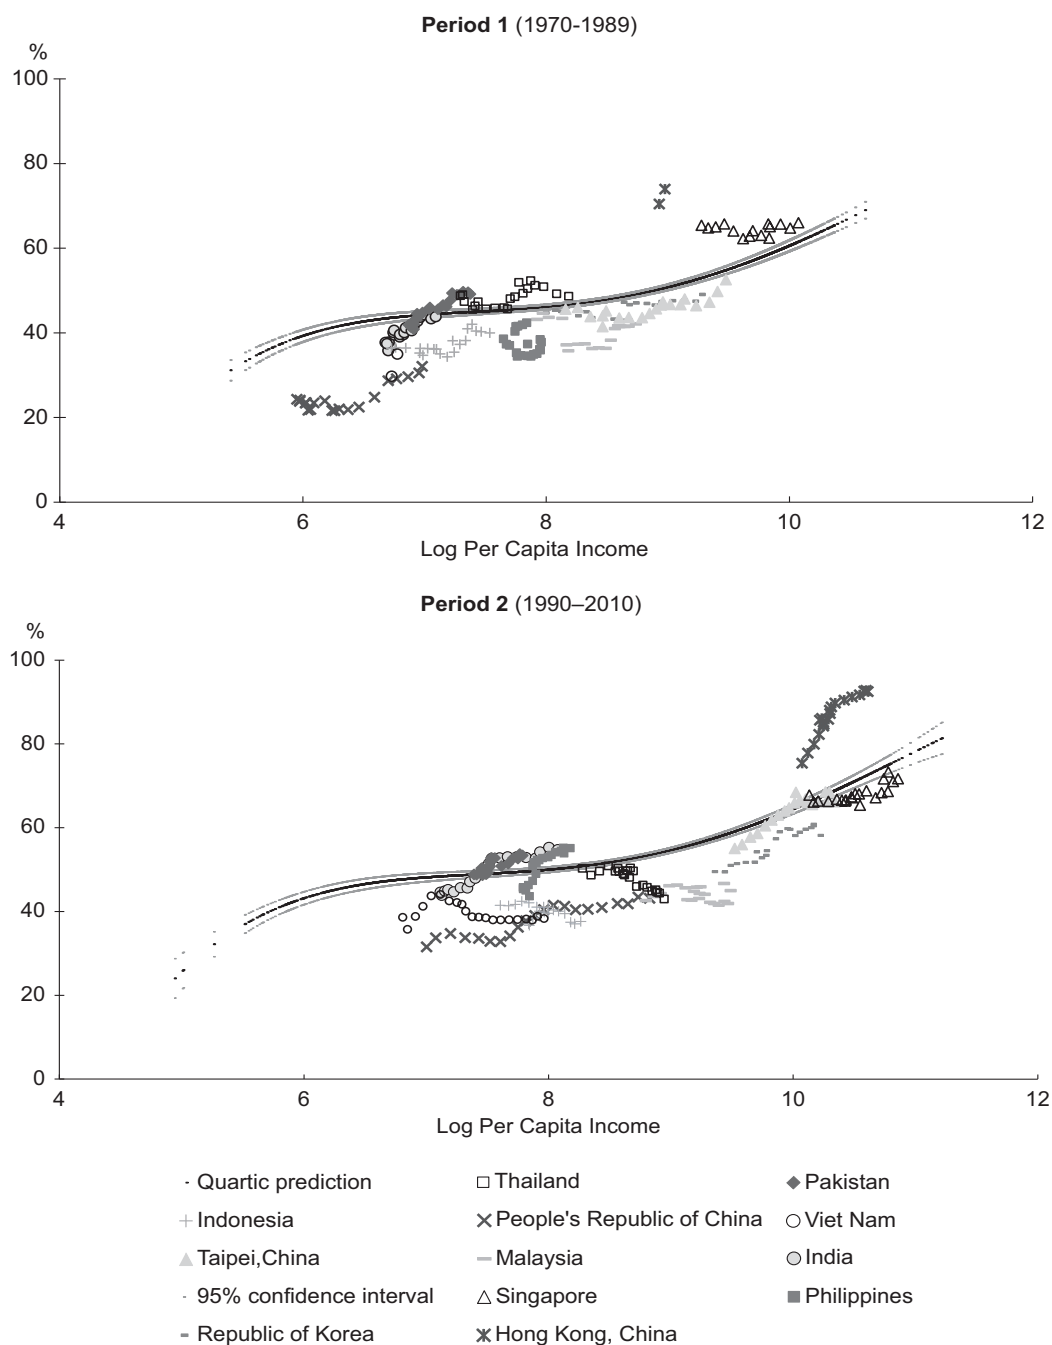 Period 1 (1970-1989)
%
100
80
60
40
20
0
4 6 8 10 12
Log Per Capita Income
Period 2 (1990–2010)
%
100
80
60
40
20
0
4 6 8 10 12
Log Per Capita Income
Quartic prediction Thailand Pakistan
Indonesia People's Republic of China Viet Nam
Taipei,China Malaysia India
95% confidence interval Singapore Philippines
Republic of Korea Hong Kong, China